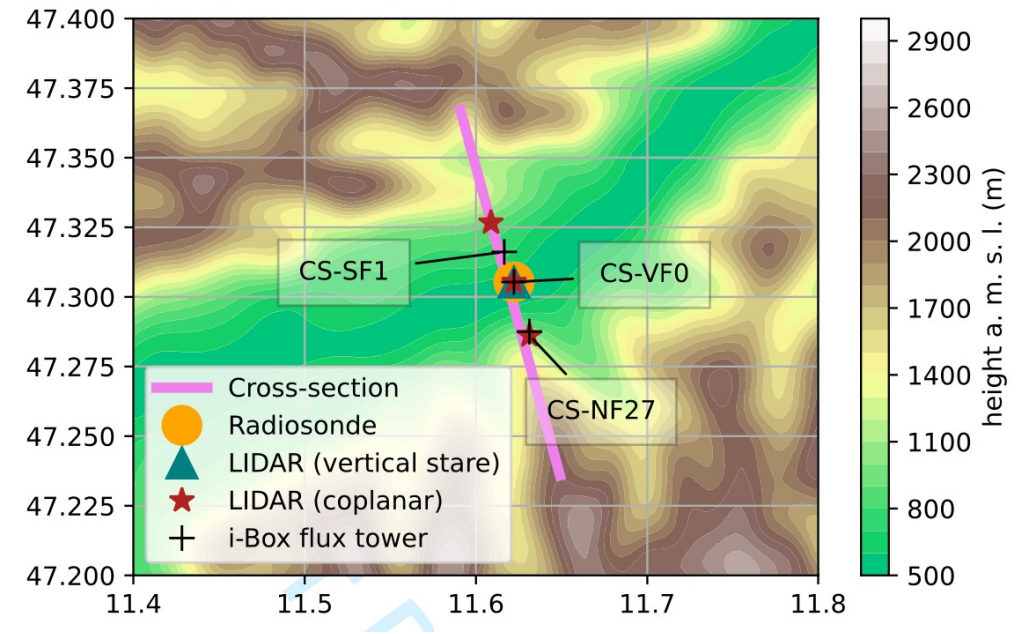 47.400
47.375
47.350
47.325
47.300
47.275
47.250
47.225
47.200
11.4 11.5 11.6 11.7 11.8
CS-SF1
CS-VF0
CS-NF27
Cross-section
Radiosonde
LIDAR (vertical stare)
LIDAR (coplanar)
i-Box flux tower
2900
2600
2300
2000
1700
1400
1100
800
500
height a. m. s. l. (m)